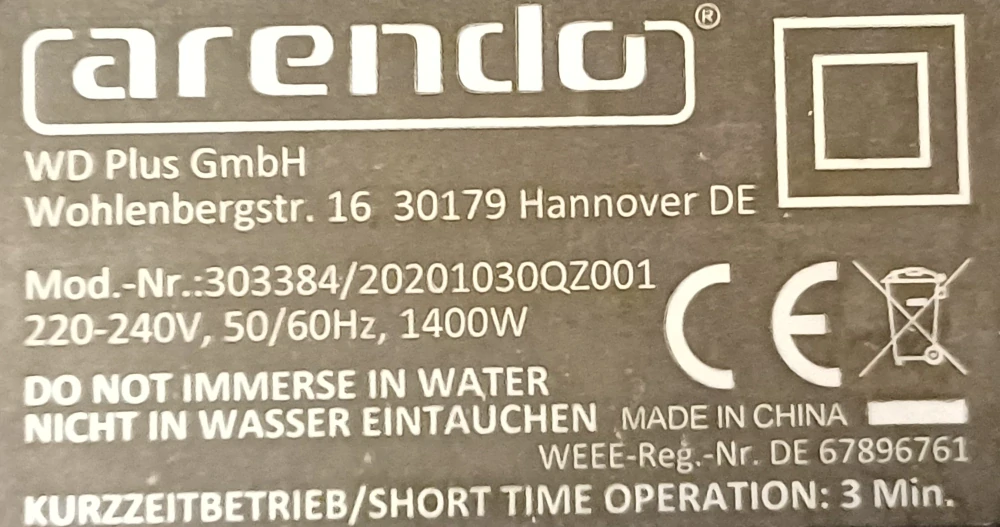 arendo®
WD Plus GmbH
Wohlenbergstr. 16 30179 Hannover DE
Mod.-Nr.:303384/20201030QZ001
220-240V, 50/60Hz, 1400W
CE
DO NOT IMMERSE IN WATER
NICHT IN WASSER EINTAUCHEN MADE IN CHINA
WEEE-Reg.-Nr. DE 67896761
KURZZEITBETRIEB/SHORT TIME OPERATION: 3 Min.